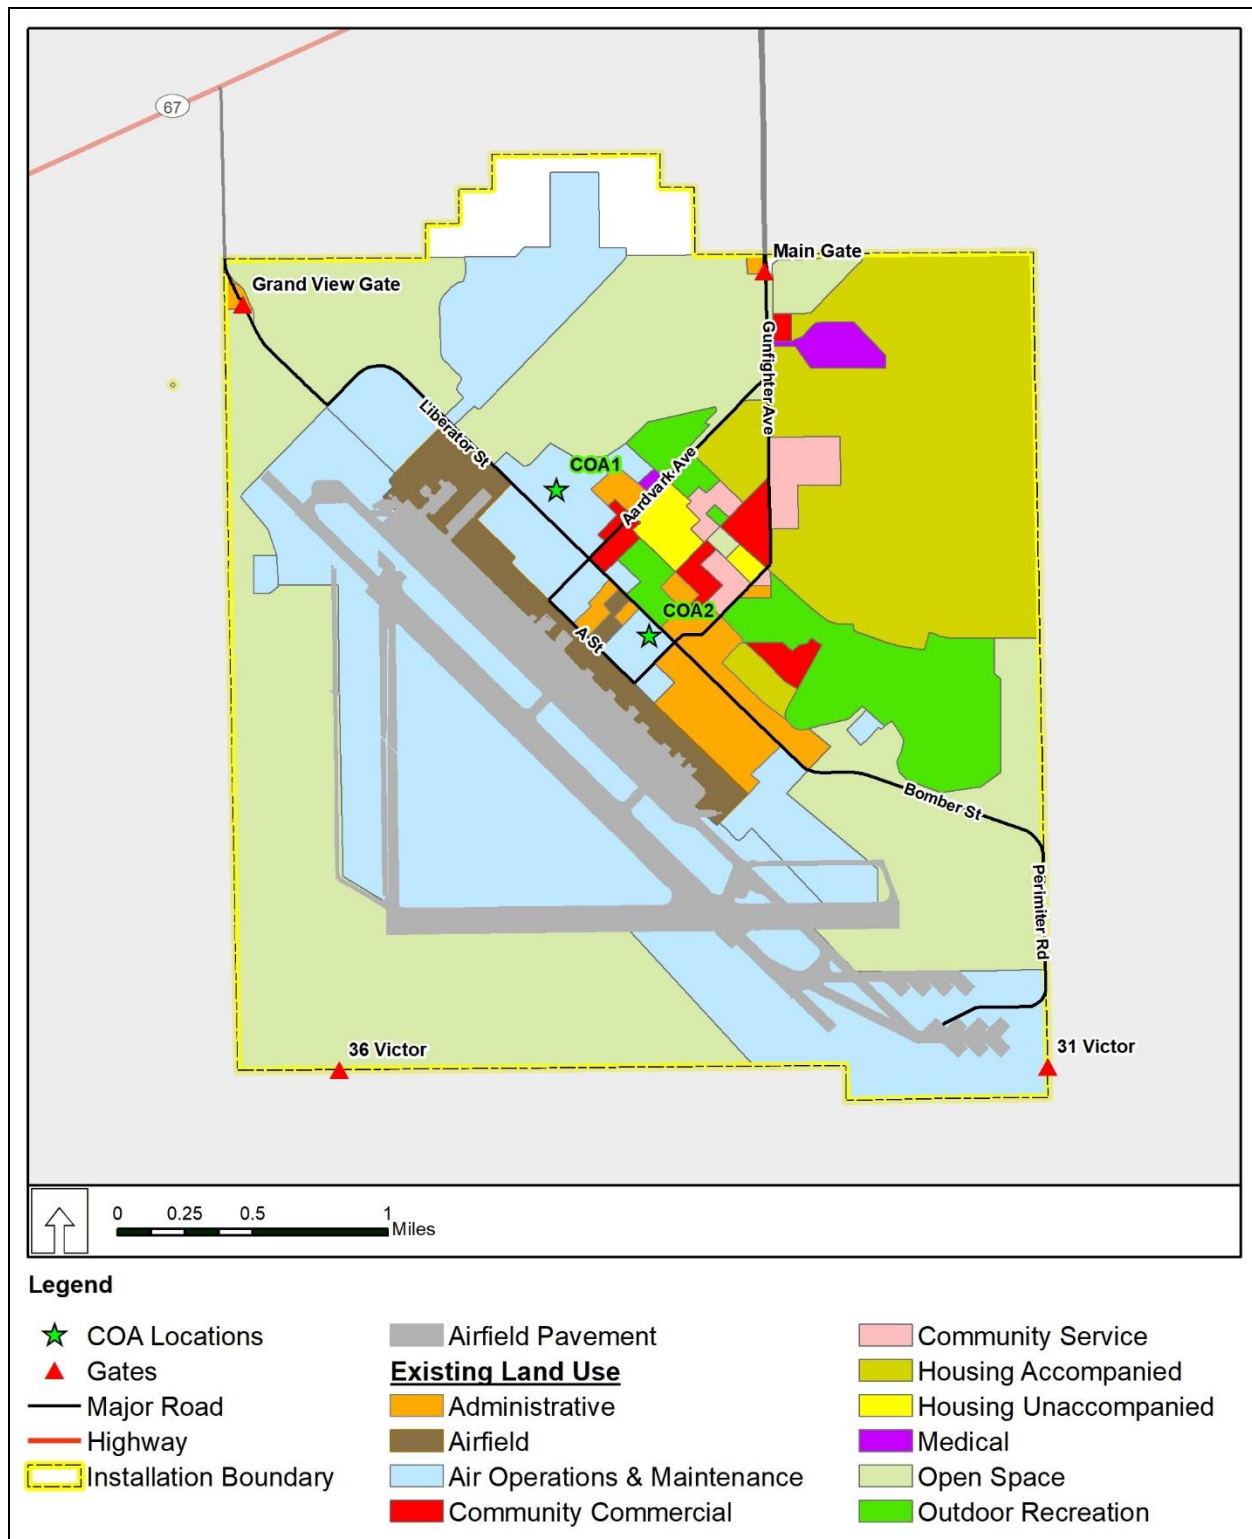 67
Main Gate
Grand View Gate
Gunfighter Ave
Liberator St
COA1
Aardvark Ave
COA2
A St
Bomber St
Perimiter Rd
36 Victor
31 Victor
0 0.25 0.5 1
Miles
Legend
COA Locations
Gates
Major Road
Highway
Installation Boundary
Airfield Pavement
Existing Land Use
Administrative
Airfield
Air Operations & Maintenance
Community Commercial
Community Service
Housing Accompanied
Housing Unaccompanied
Medical
Open Space
Outdoor Recreation